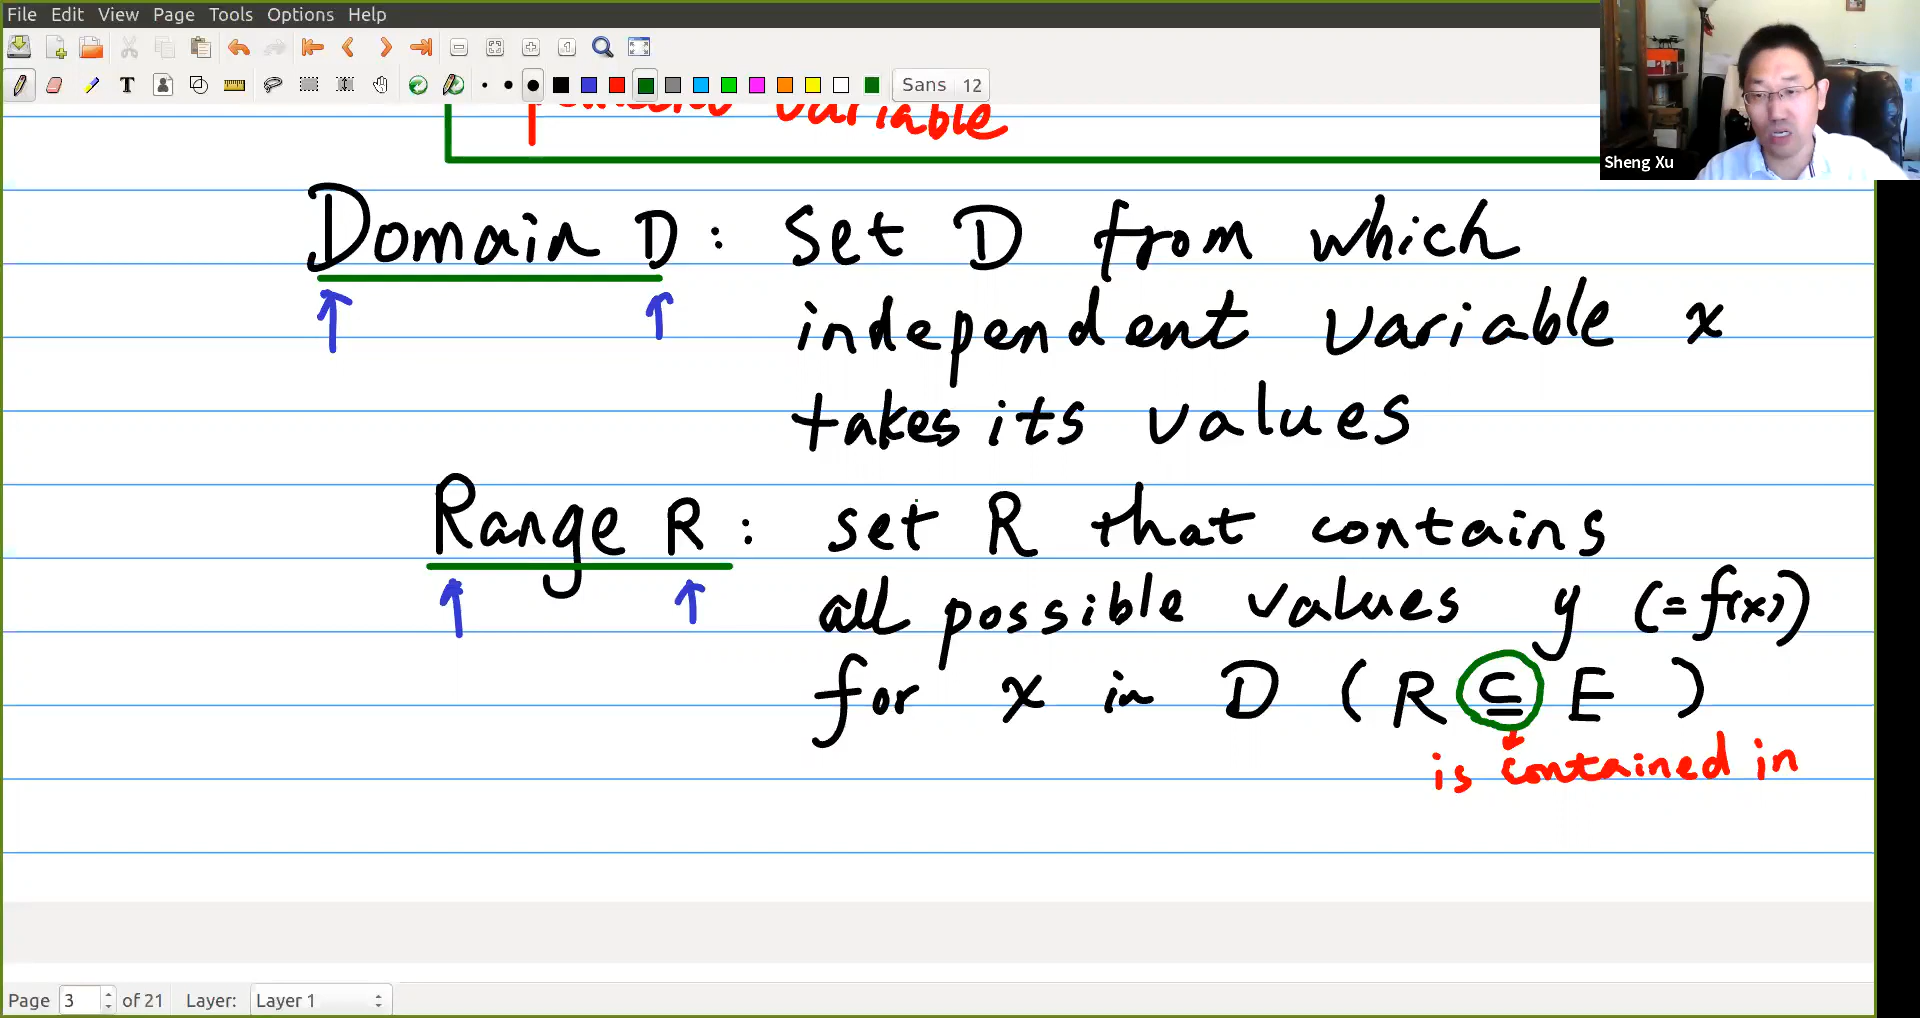 File Edit View Page Tools Options Help
Sans 12
variable
Sheng Xu
Domain D : Set D from which
independent variable x
takes its values
Range R : set R that contains
all possible values y (= f(x))
for x in D ( R ⊆ E )
is contained in
Page 3 of 21 Layer: Layer 1